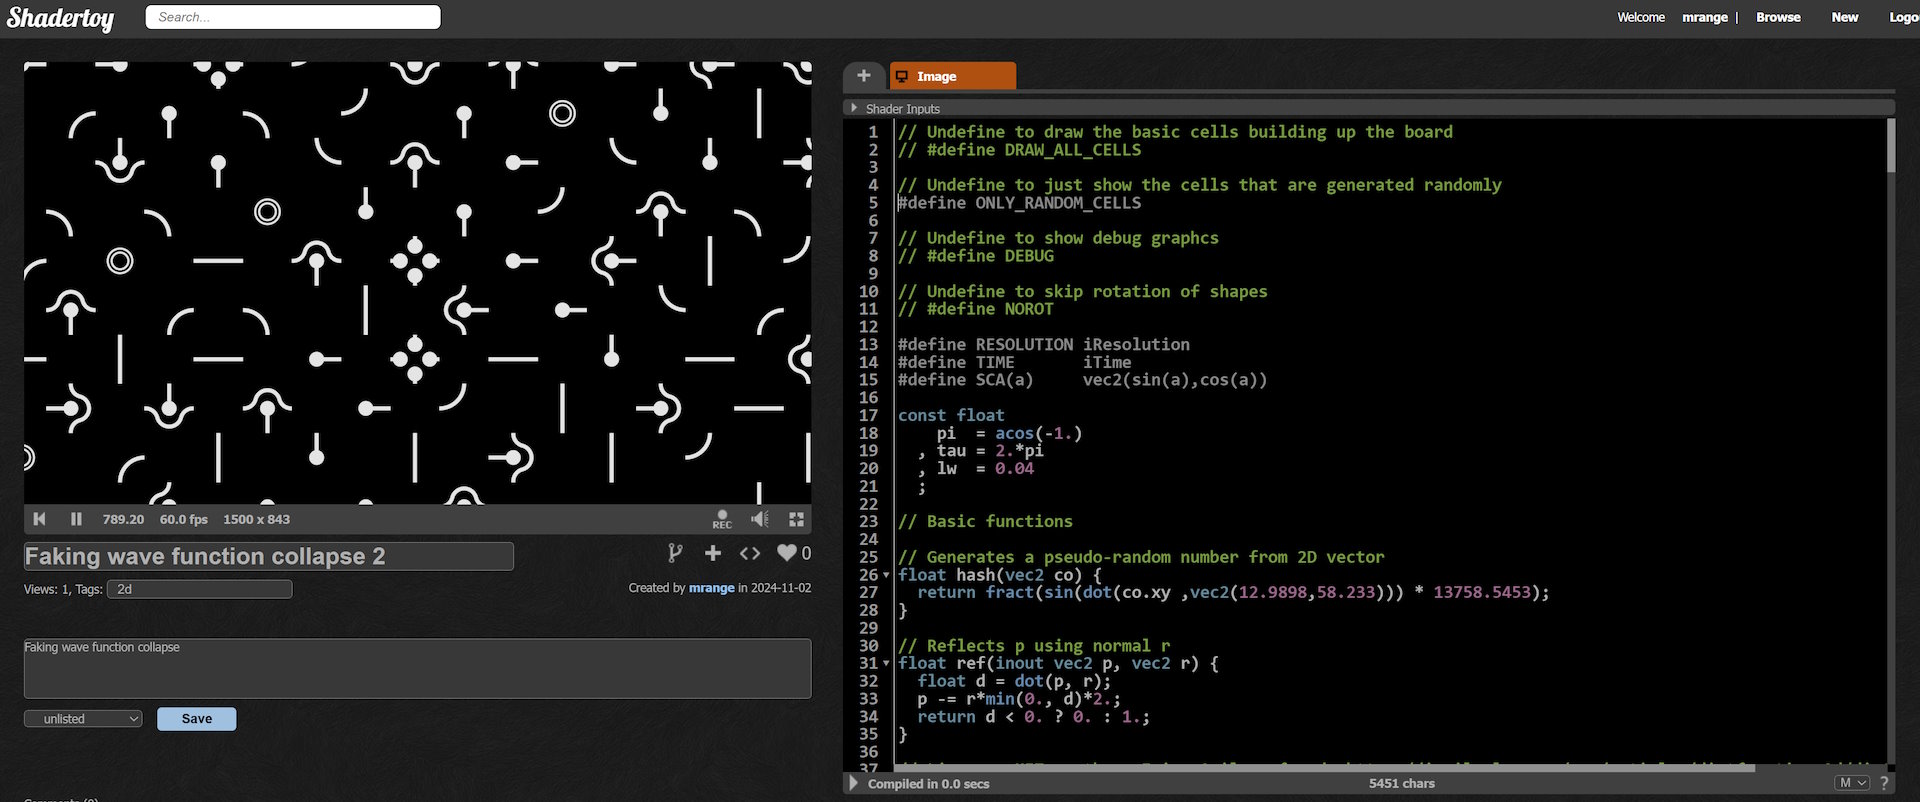 Shadertoy
Search...
Welcome mrange | Browse New Logo
Image
Shader Inputs
1 // Undefine to draw the basic cells building up the board
2 // #define DRAW_ALL_CELLS
3
4 // Undefine to just show the cells that are generated randomly
5 #define ONLY_RANDOM_CELLS
6
7 // Undefine to show debug graphcs
8 // #define DEBUG
9
10 // Undefine to skip rotation of shapes
11 // #define NOROT
12
13 #define RESOLUTION iResolution
14 #define TIME iTime
15 #define SCA(a) vec2(sin(a),cos(a))
16
17 const float
18 pi = acos(-1.)
19 , tau = 2.*pi
20 , lw = 0.04
21 ;
22
23 // Basic functions
24
25 // Generates a pseudo-random number from 2D vector
26 float hash(vec2 co) {
27 return fract(sin(dot(co.xy ,vec2(12.9898,58.233))) * 13758.5453);
28 }
29
30 // Reflects p using normal r
31 float ref(inout vec2 p, vec2 r) {
32 float d = dot(p, r);
33 p -= r*min(0., d)*2.;
34 return d < 0. ? 0. : 1.;
35 }
36
37
Compiled in 0.0 secs 5451 chars M ?
789.20 60.0 fps 1500 x 843 REC
Faking wave function collapse 2
0
Views: 1, Tags: 2d
Created by mrange in 2024-11-02
Faking wave function collapse
unlisted Save